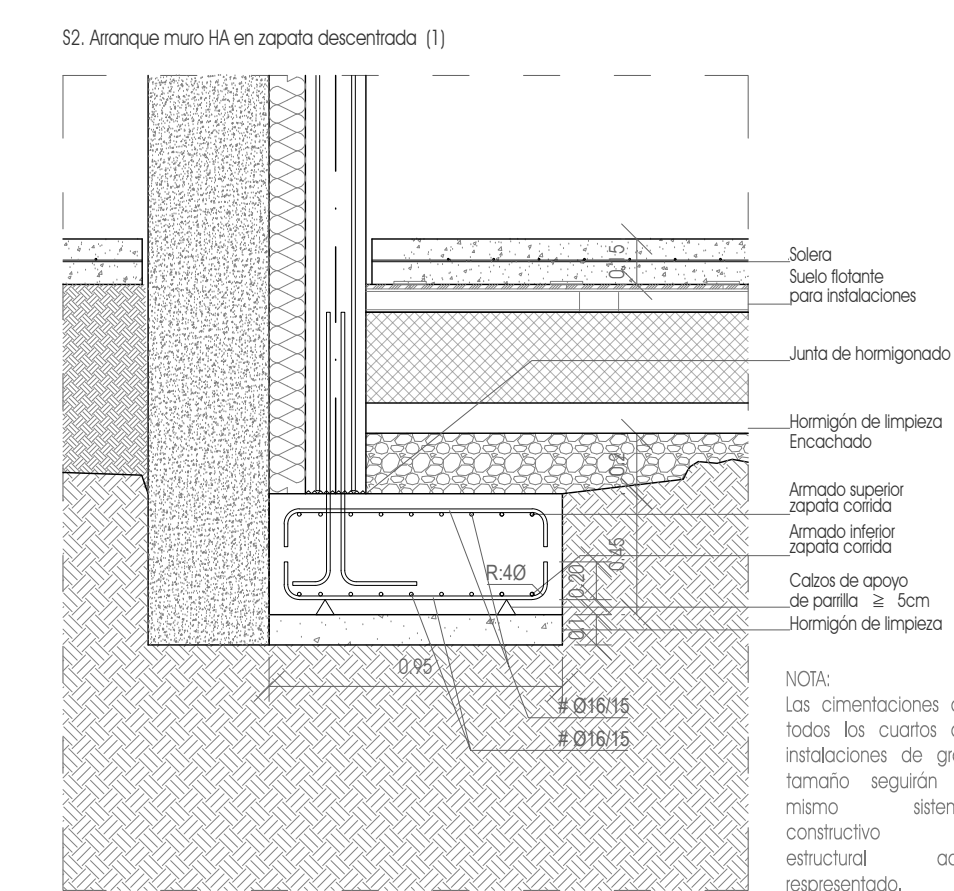 S2. Arranque muro HA en zapata descentrada (1)
0.15
Solera
Suelo flotante
para instalaciones
Junta de hormigonado
Hormigón de limpieza
Encachado
0.2
Armado superior
zapata corrida
Armado inferior
zapata corrida
0.45
R:4Ø
0.20
Calzos de apoyo
de parrilla ≧ 5cm
Hormigón de limpieza
0.1
0.95
# Ø16/15
# Ø16/15
NOTA:
Las cimentaciones
todos los cuartos
instalaciones de
tamaño seguirán
mismo
constructivo
estructural
respresentado.